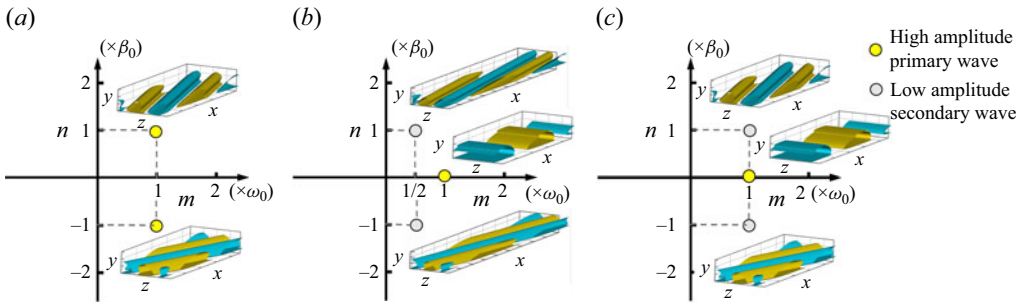 (a)
(×β0)
2
y
z
x
n
1
1
m
2
(×ω0)
−1
−2
y
z
x
(b)
(×β0)
2
y
z
x
n
1
y
z
x
1/2
1
m
2
(×ω0)
−1
−2
y
z
x
(c)
(×β0)
2
y
z
x
n
1
y
z
x
1
m
2
(×ω0)
−1
−2
y
z
x
High amplitude
primary wave
Low amplitude
secondary wave